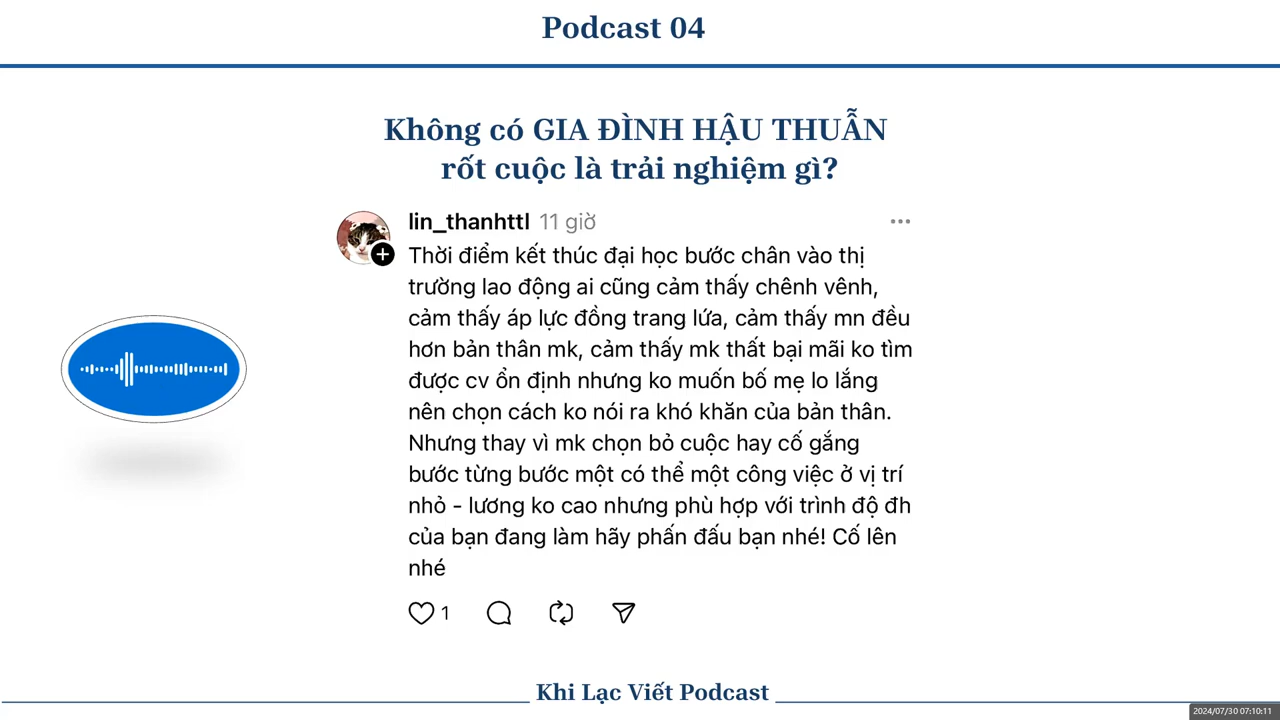 Podcast 04
Không có GIA ĐÌNH HẬU THUẪN
rốt cuộc là trải nghiệm gì?
lin_thanhttl 11 giờ
Thời điểm kết thúc đại học bước chân vào thị
trường lao động ai cũng cảm thấy chênh vênh,
cảm thấy áp lực đồng trang lứa, cảm thấy mn đều
hơn bản thân mk, cảm thấy mk thất bại mãi ko tìm
được cv ổn định nhưng ko muốn bố mẹ lo lắng
nên chọn cách ko nói ra khó khăn của bản thân.
Nhưng thay vì mk chọn bỏ cuộc hay cố gắng
bước từng bước một có thể một công việc ở vị trí
nhỏ - lương ko cao nhưng phù hợp với trình độ đh
của bạn đang làm hãy phấn đấu bạn nhé! Cố lên
nhé
1
Khi Lạc Viết Podcast
2024/07/30 07:10:11